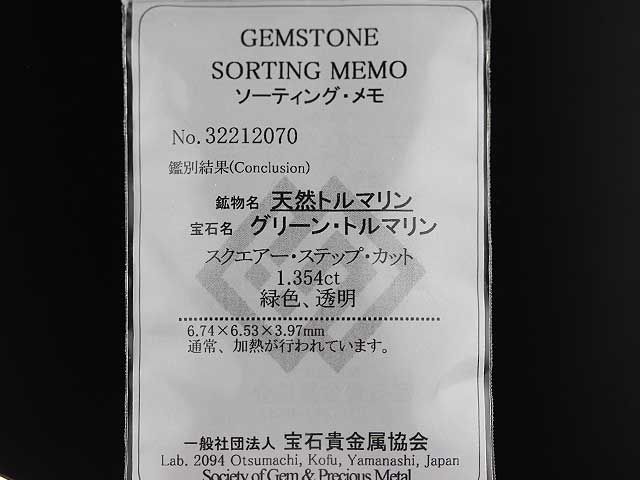 GEMSTONE
SORTING MEMO
ソーティング・メモ
No. 32212070
鑑別結果(Conclusion)
鉱物名 天然トルマリン
宝石名 グリーン・トルマリン
スクエアー・ステップ・カット
1.354ct
緑色、透明
6.74×6.53×3.97mm
通常、加熱が行われています。
一般社団法人 宝石貴金属協会
Lab. 2094 Otsumachi, Kofu, Yamanashi, Japan
Society of Gem & Precious Metal